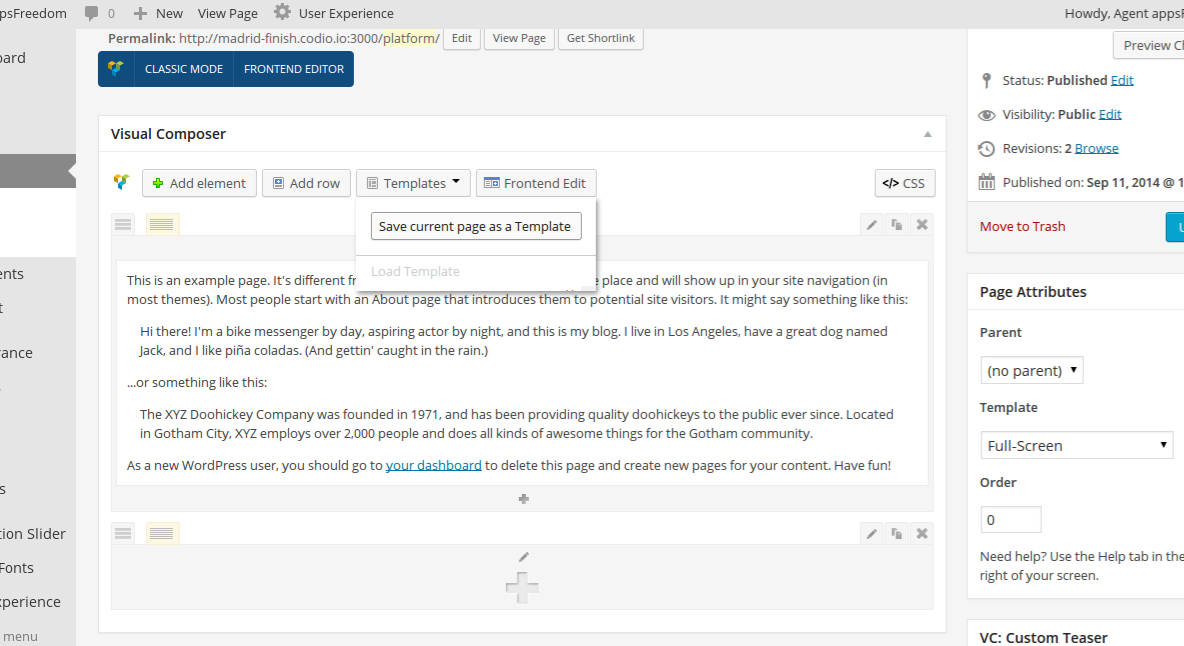 psFreedom 0 New View Page User Experience Howdy, Agent apps
Permalink: http://madrid-finish.codio.io:3000/platform/ Edit View Page Get Shortlink
CLASSIC MODE FRONTEND EDITOR
Visual Composer
Add element Add row Templates Frontend Edit </> CSS
Save current page as a Template
Load Template
This is an example page. It's different fr place and will show up in your site navigation (in
most themes). Most people start with an About page that introduces them to potential site visitors. It might say something like this:
Hi there! I'm a bike messenger by day, aspiring actor by night, and this is my blog. I live in Los Angeles, have a great dog named
Jack, and I like piña coladas. (And gettin' caught in the rain.)
...or something like this:
The XYZ Doohickey Company was founded in 1971, and has been providing quality doohickeys to the public ever since. Located
in Gotham City, XYZ employs over 2,000 people and does all kinds of awesome things for the Gotham community.
As a new WordPress user, you should go to your dashboard to delete this page and create new pages for your content. Have fun!
ard
ents
t
rance
s
tion Slider
Fonts
xperience
menu
Preview Ch
Status: Published Edit
Visibility: Public Edit
Revisions: 2 Browse
Published on: Sep 11, 2014 @ 1
Move to Trash
Page Attributes
Parent
(no parent)
Template
Full-Screen
Order
0
Need help? Use the Help tab in the
right of your screen.
VC: Custom Teaser